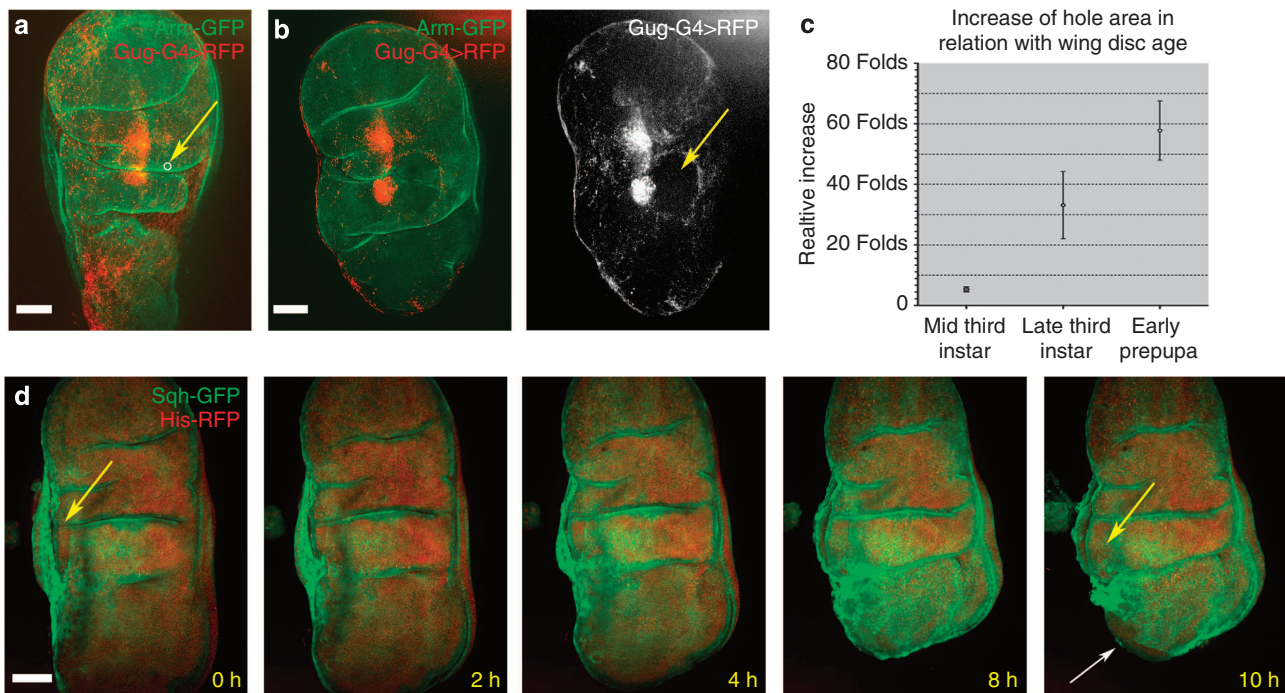 a
Arm-GFP
Gug-G4>RFP
b
Arm-GFP
Gug-G4>RFP
Gug-G4>RFP
c
Increase of hole area in
relation with wing disc age
Realtive increase
80 Folds
60 Folds
40 Folds
20 Folds
0
Mid third
instar
Late third
instar
Early
prepupa
d
Sqh-GFP
His-RFP
0 h
2 h
4 h
8 h
10 h